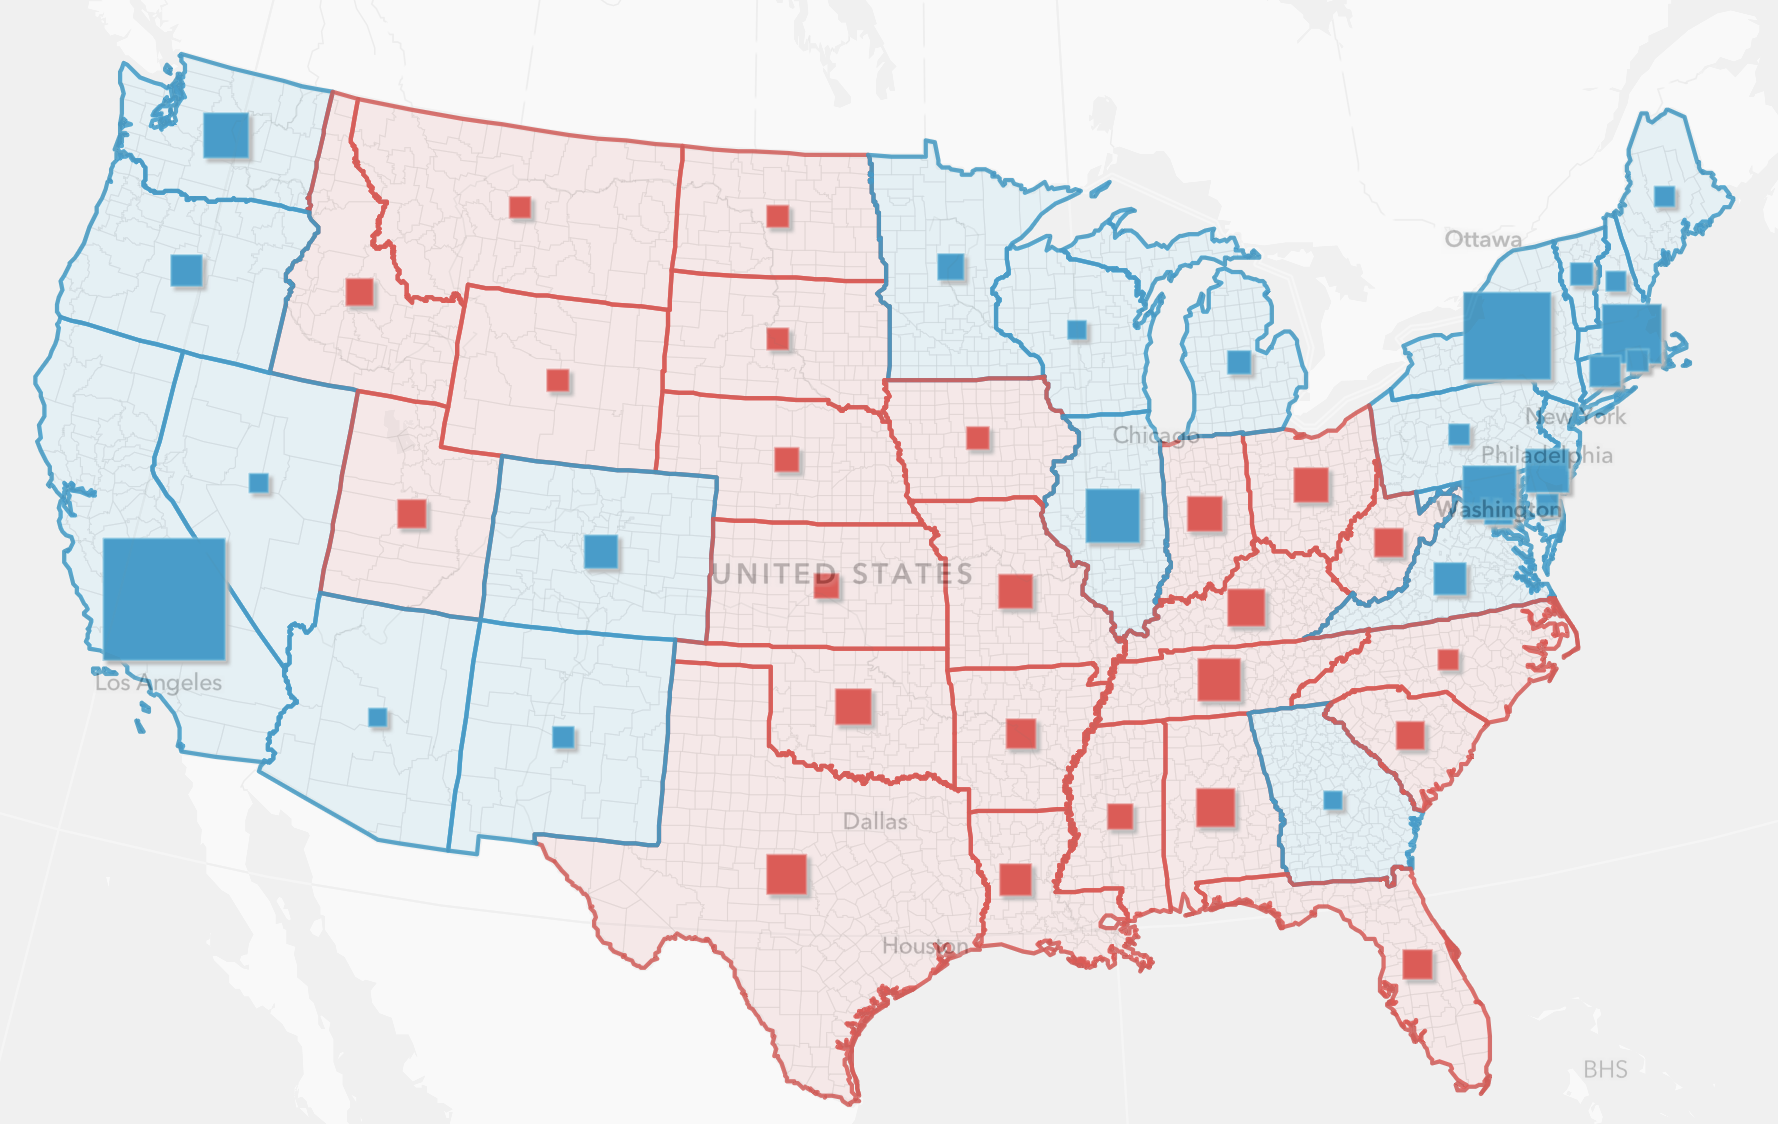 Ottawa
New York
Chicago
Philadelphia
Washington
UNITED STATES
Los Angeles
Dallas
Houston
BHS